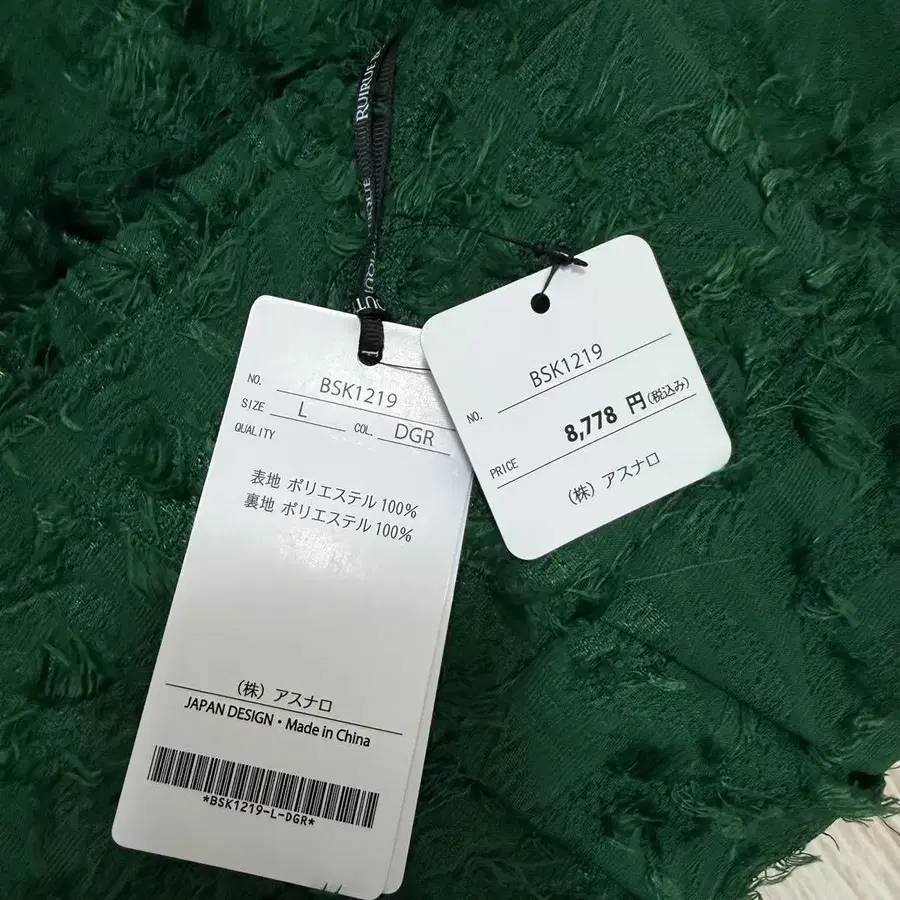 RUIRUE
NO. BSK1219
SIZE L COL. DGR
QUALITY
表地 ポリエステル 100%
裏地 ポリエステル 100%
(株) アスナロ
JAPAN DESIGN・Made in China
*BSK1219-L-DGR*
NO. BSK1219
PRICE 8,778 円(税込み)
(株) アスナロ